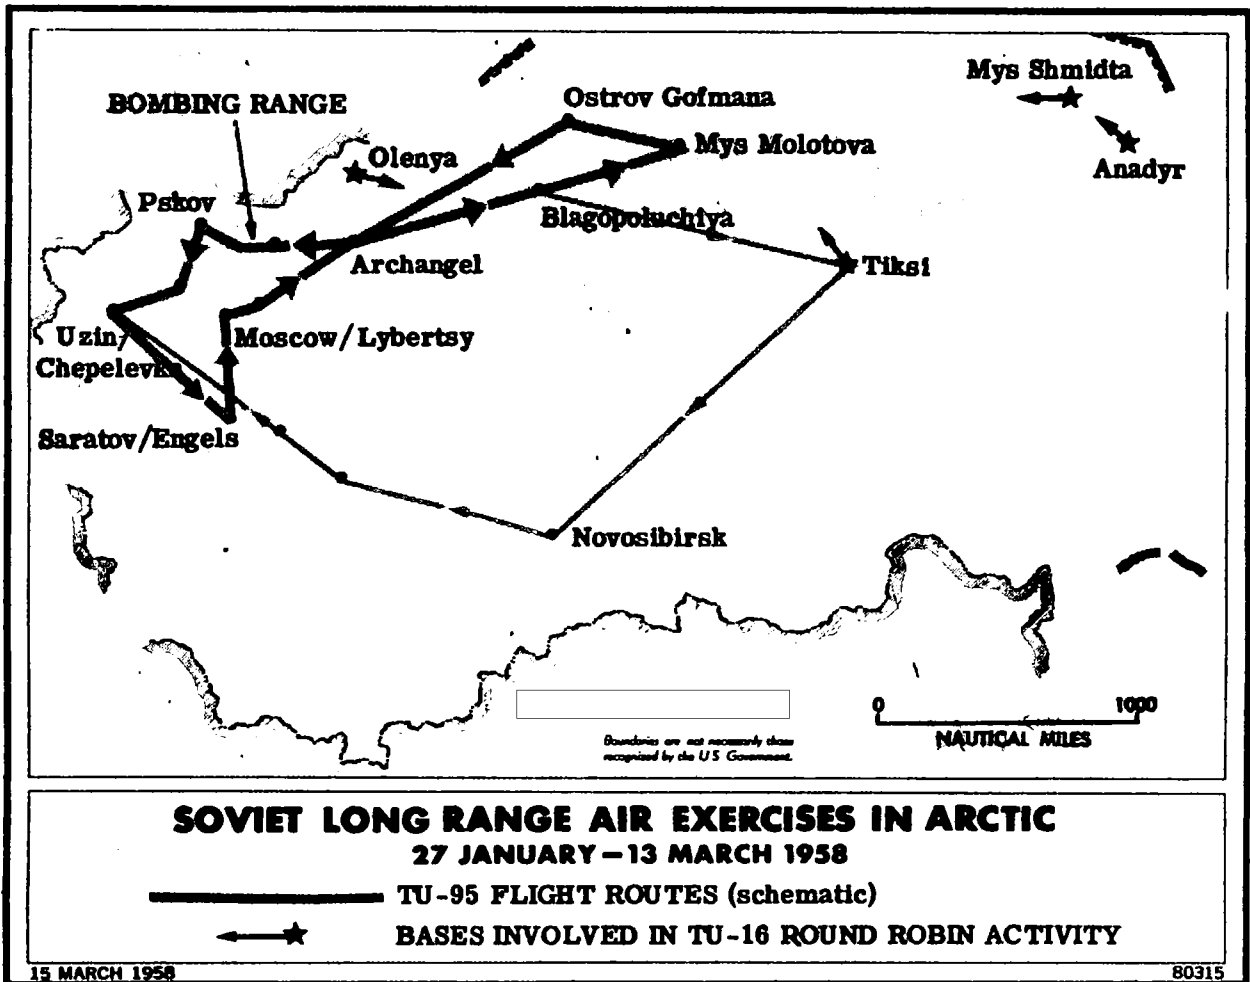 Mys Shmidta
Ostrov Gofmana
BOMBING RANGE
Mys Molotova
Olenya
Anadyr
Pskov
Blagopoluchiya
Archangel
Tiksi
Uzin/
Chepelevka
Moscow/Lybertsy
Saratov/Engels
Novosibirsk
0 1000
NAUTICAL MILES
Boundaries are not necessarily those
recognized by the U S Government.
SOVIET LONG RANGE AIR EXERCISES IN ARCTIC
27 JANUARY–13 MARCH 1958
TU-95 FLIGHT ROUTES (schematic)
BASES INVOLVED IN TU-16 ROUND ROBIN ACTIVITY
15 MARCH 1958 80315